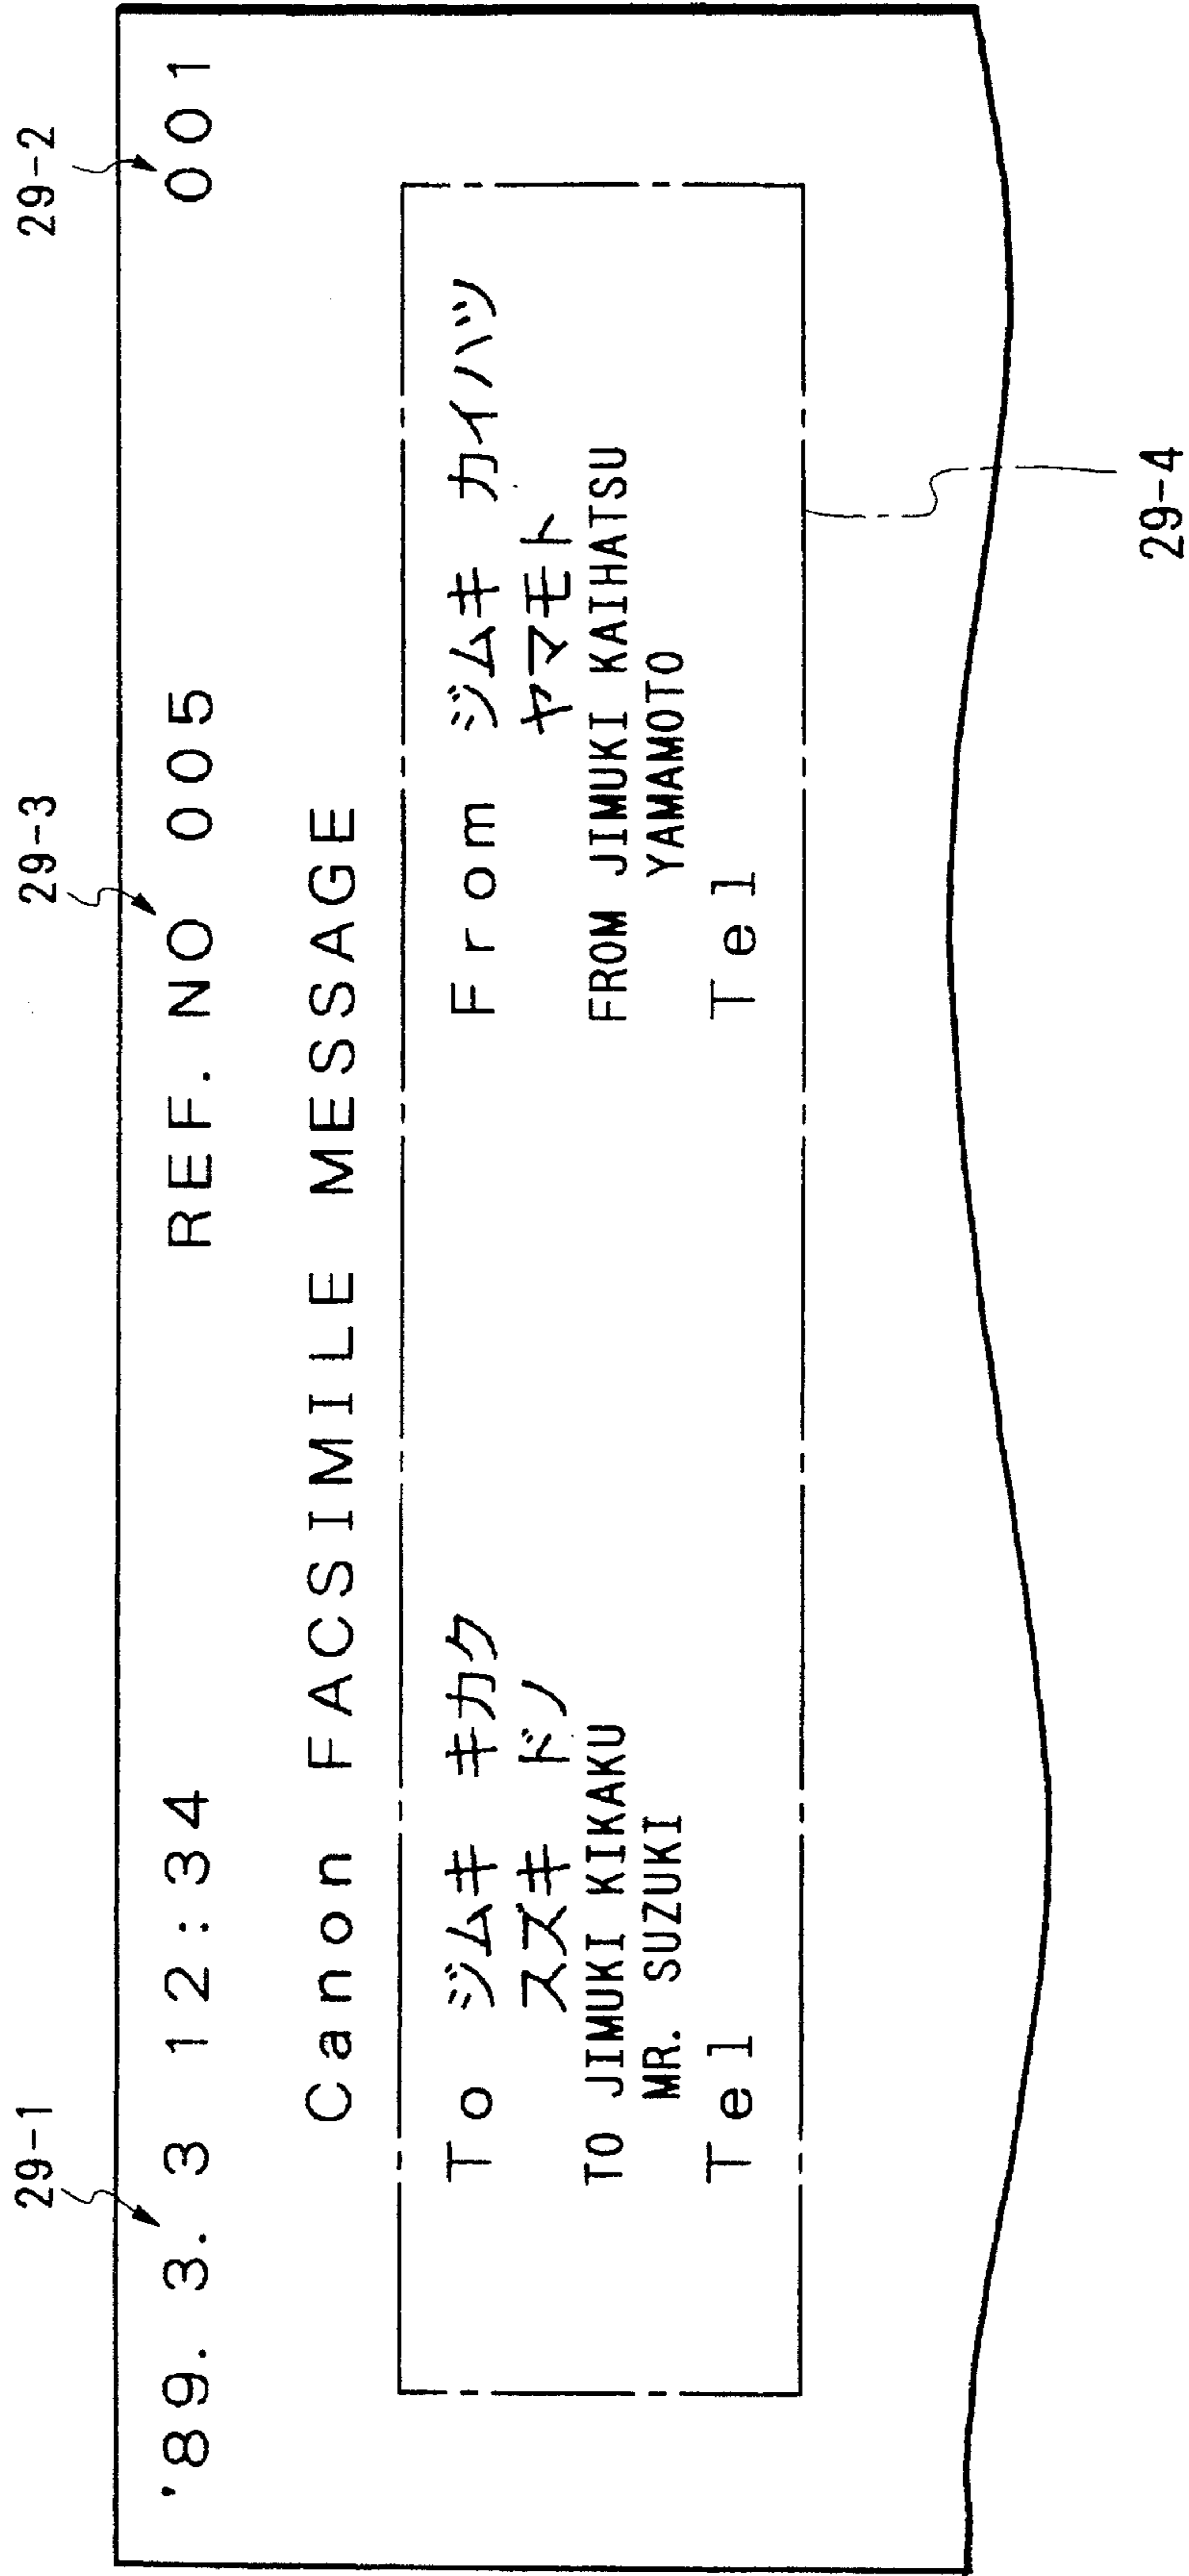 29-1 29-3 29-2
'89. 3. 3 12:34 REF. NO 005 001
Canon FACSIMILE MESSAGE
To ジムキ キカク From ジムキ カイハツ
スズキ ドノ ヤマモト
TO JIMUKI KIKAKU FROM JIMUKI KAIHATSU
MR. SUZUKI YAMAMOTO
Tel Tel
29-4